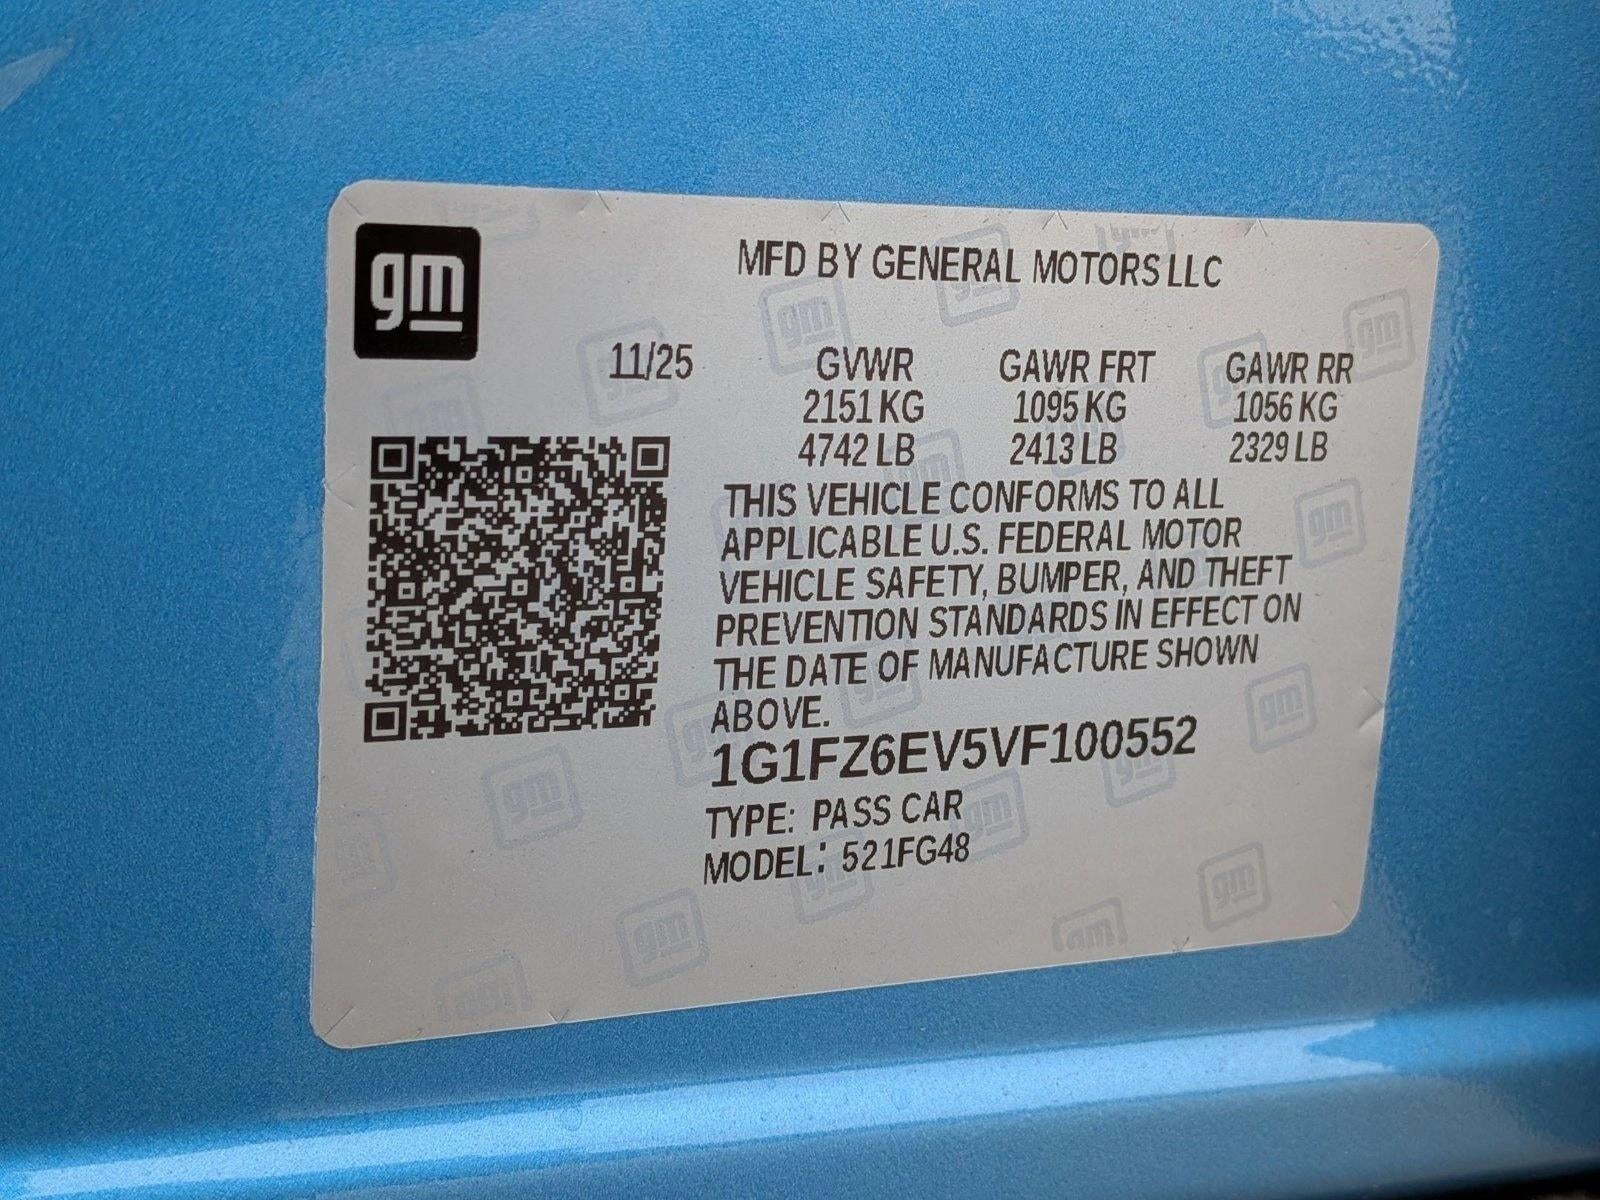 gm
MFD BY GENERAL MOTORS LLC
11/25
GVWR GAWR FRT GAWR RR
2151 KG 1095 KG 1056 KG
4742 LB 2413 LB 2329 LB
THIS VEHICLE CONFORMS TO ALL
APPLICABLE U.S. FEDERAL MOTOR
VEHICLE SAFETY, BUMPER, AND THEFT
PREVENTION STANDARDS IN EFFECT ON
THE DATE OF MANUFACTURE SHOWN
ABOVE.
1G1FZ6EV5VF100552
TYPE: PASS CAR
MODEL: 521FG48